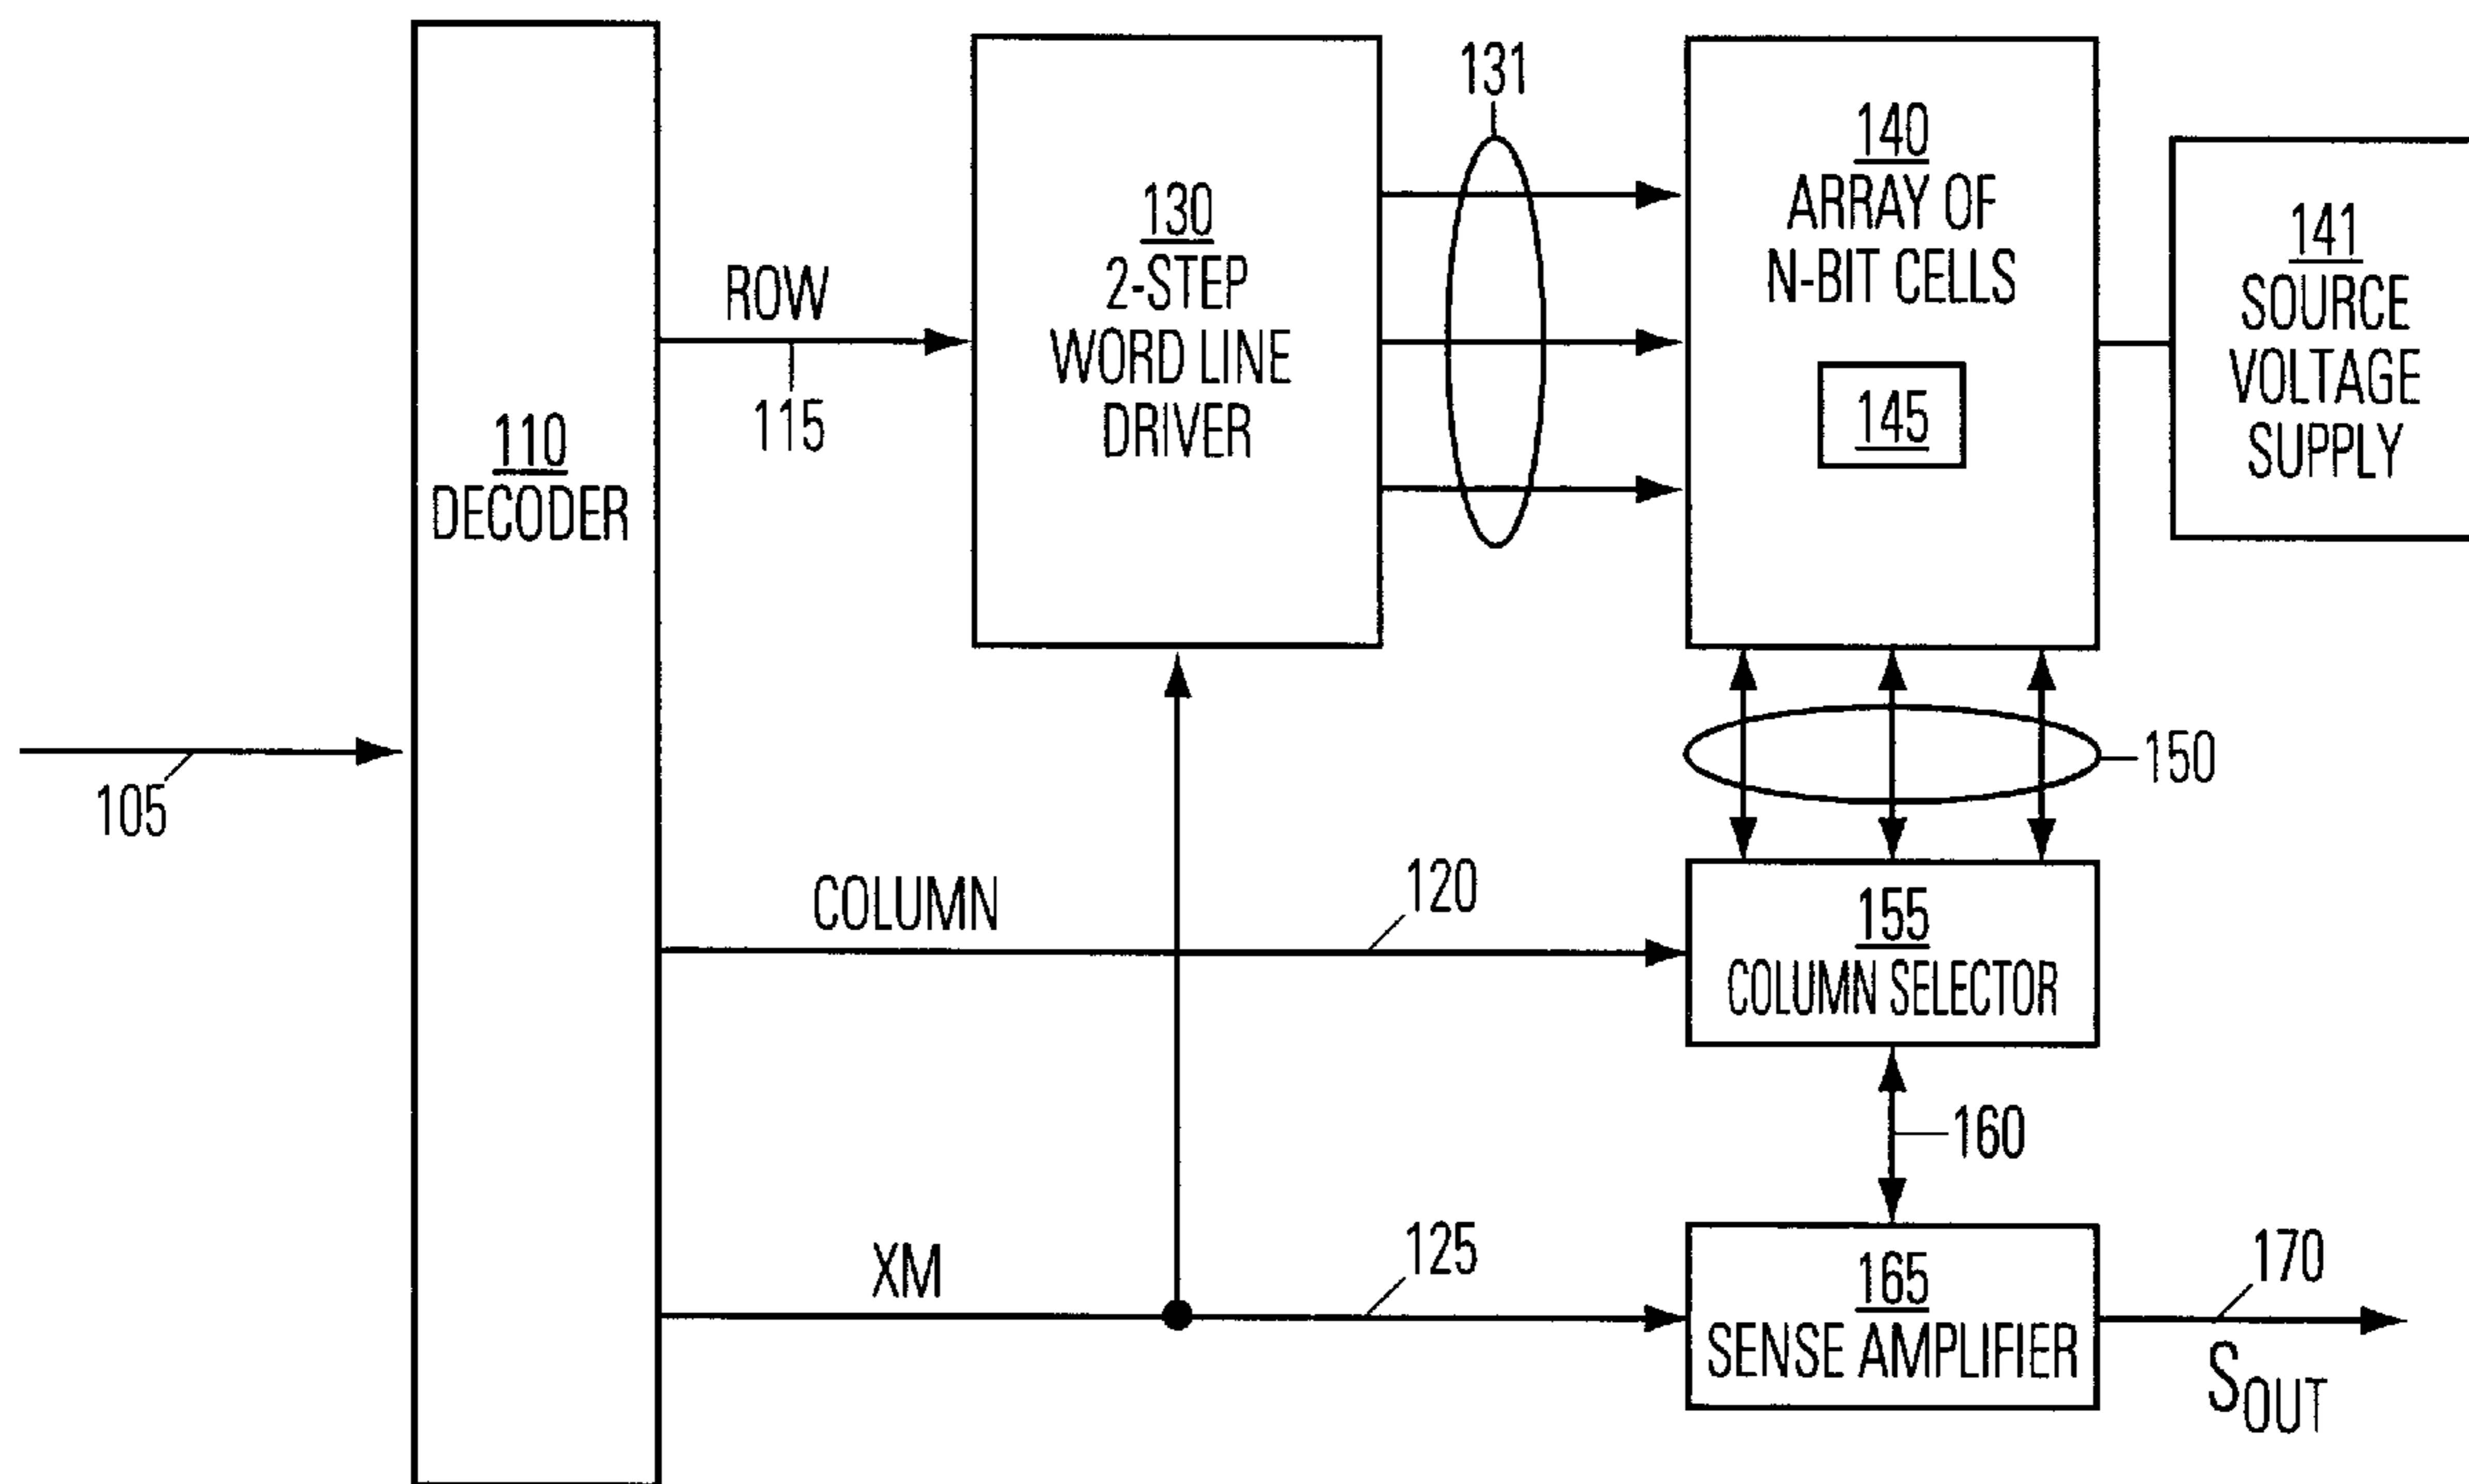 131
140
ARRAY OF
N-BIT CELLS
145
130
2-STEP
WORD LINE
DRIVER
141
SOURCE
VOLTAGE
SUPPLY
ROW
115
110
DECODER
105
150
COLUMN
120
155
COLUMN SELECTOR
160
XM
125
165
SENSE AMPLIFIER
170
SOUT